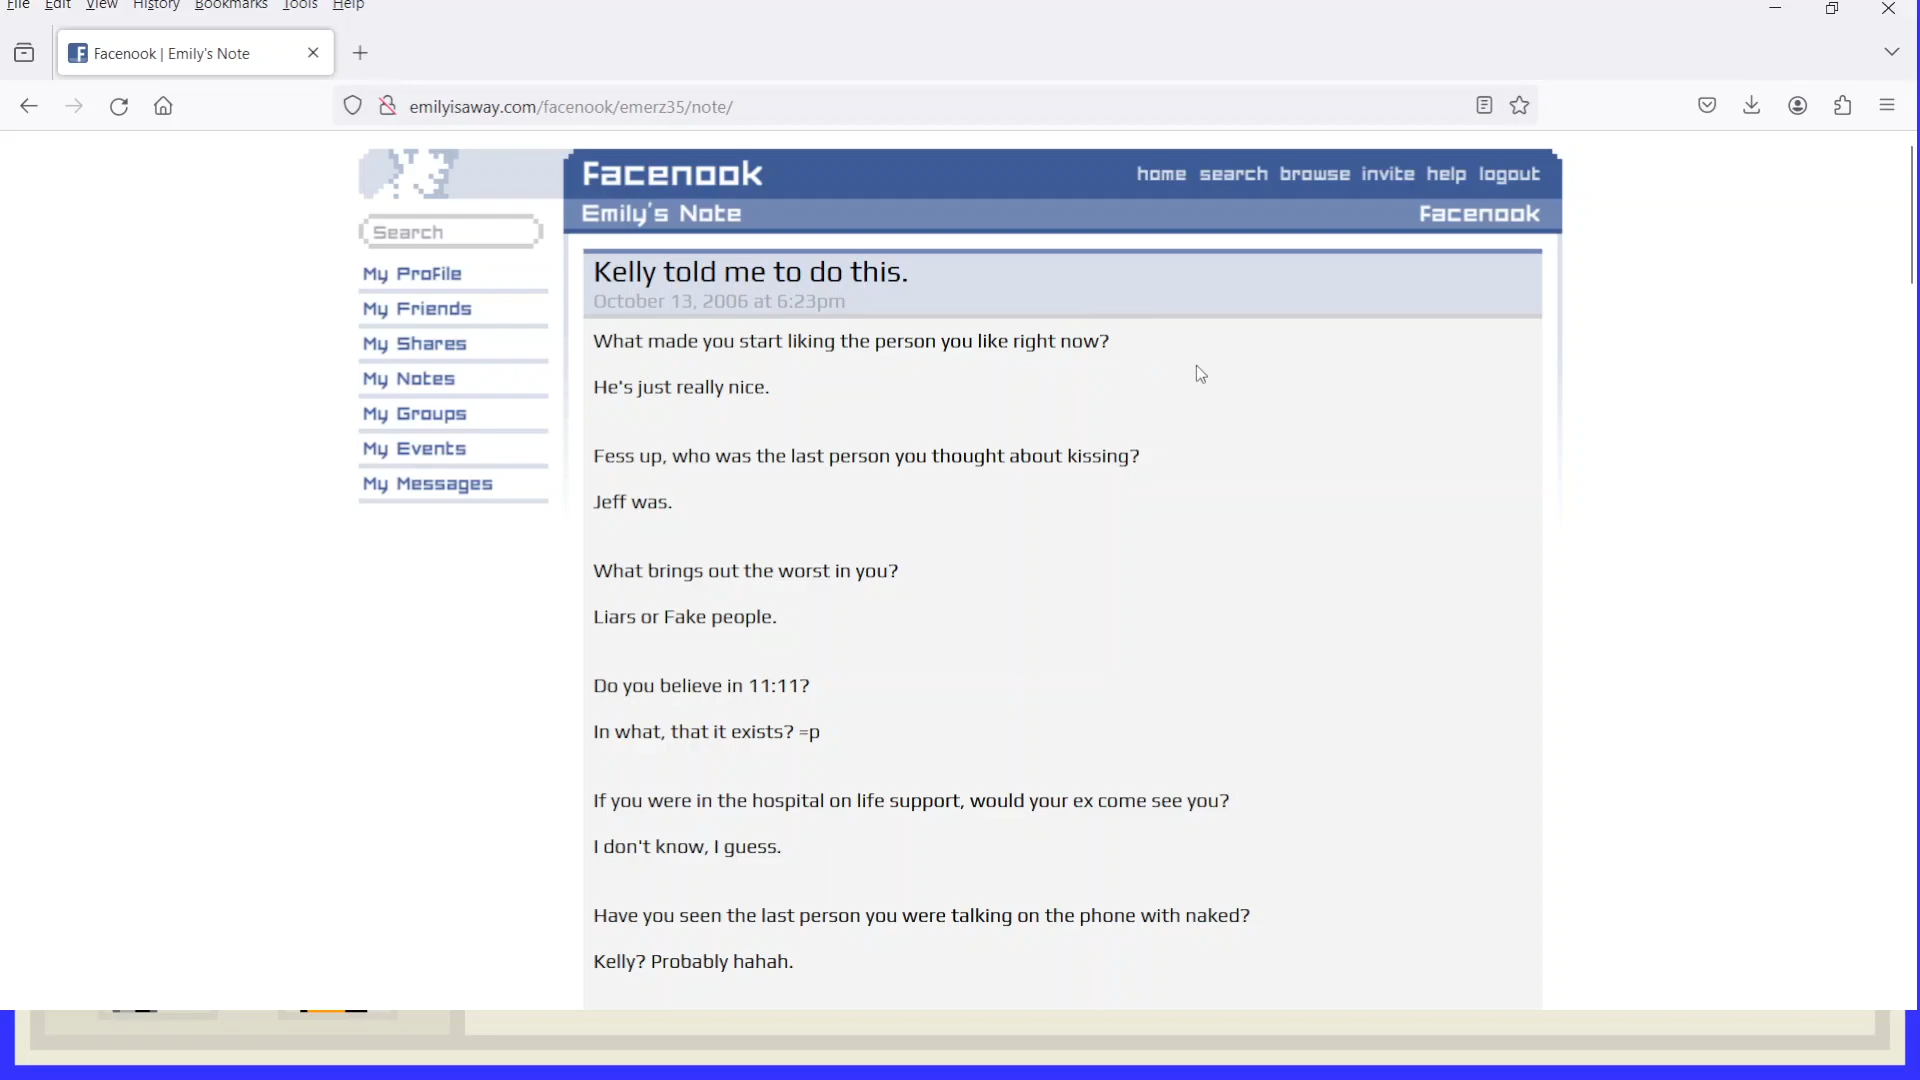 File Edit View History Bookmarks Tools Help
Facenook | Emily's Note
emilyisaway.com/facenook/emerz35/note/
Facenook
home search browse invite help logout
Emily's Note
Facenook
Search
My Profile
My Friends
My Shares
My Notes
My Groups
My Events
My Messages
Kelly told me to do this.
October 13, 2006 at 6:23pm
What made you start liking the person you like right now?
He's just really nice.
Fess up, who was the last person you thought about kissing?
Jeff was.
What brings out the worst in you?
Liars or Fake people.
Do you believe in 11:11?
In what, that it exists? =p
If you were in the hospital on life support, would your ex come see you?
I don't know, I guess.
Have you seen the last person you were talking on the phone with naked?
Kelly? Probably hahah.